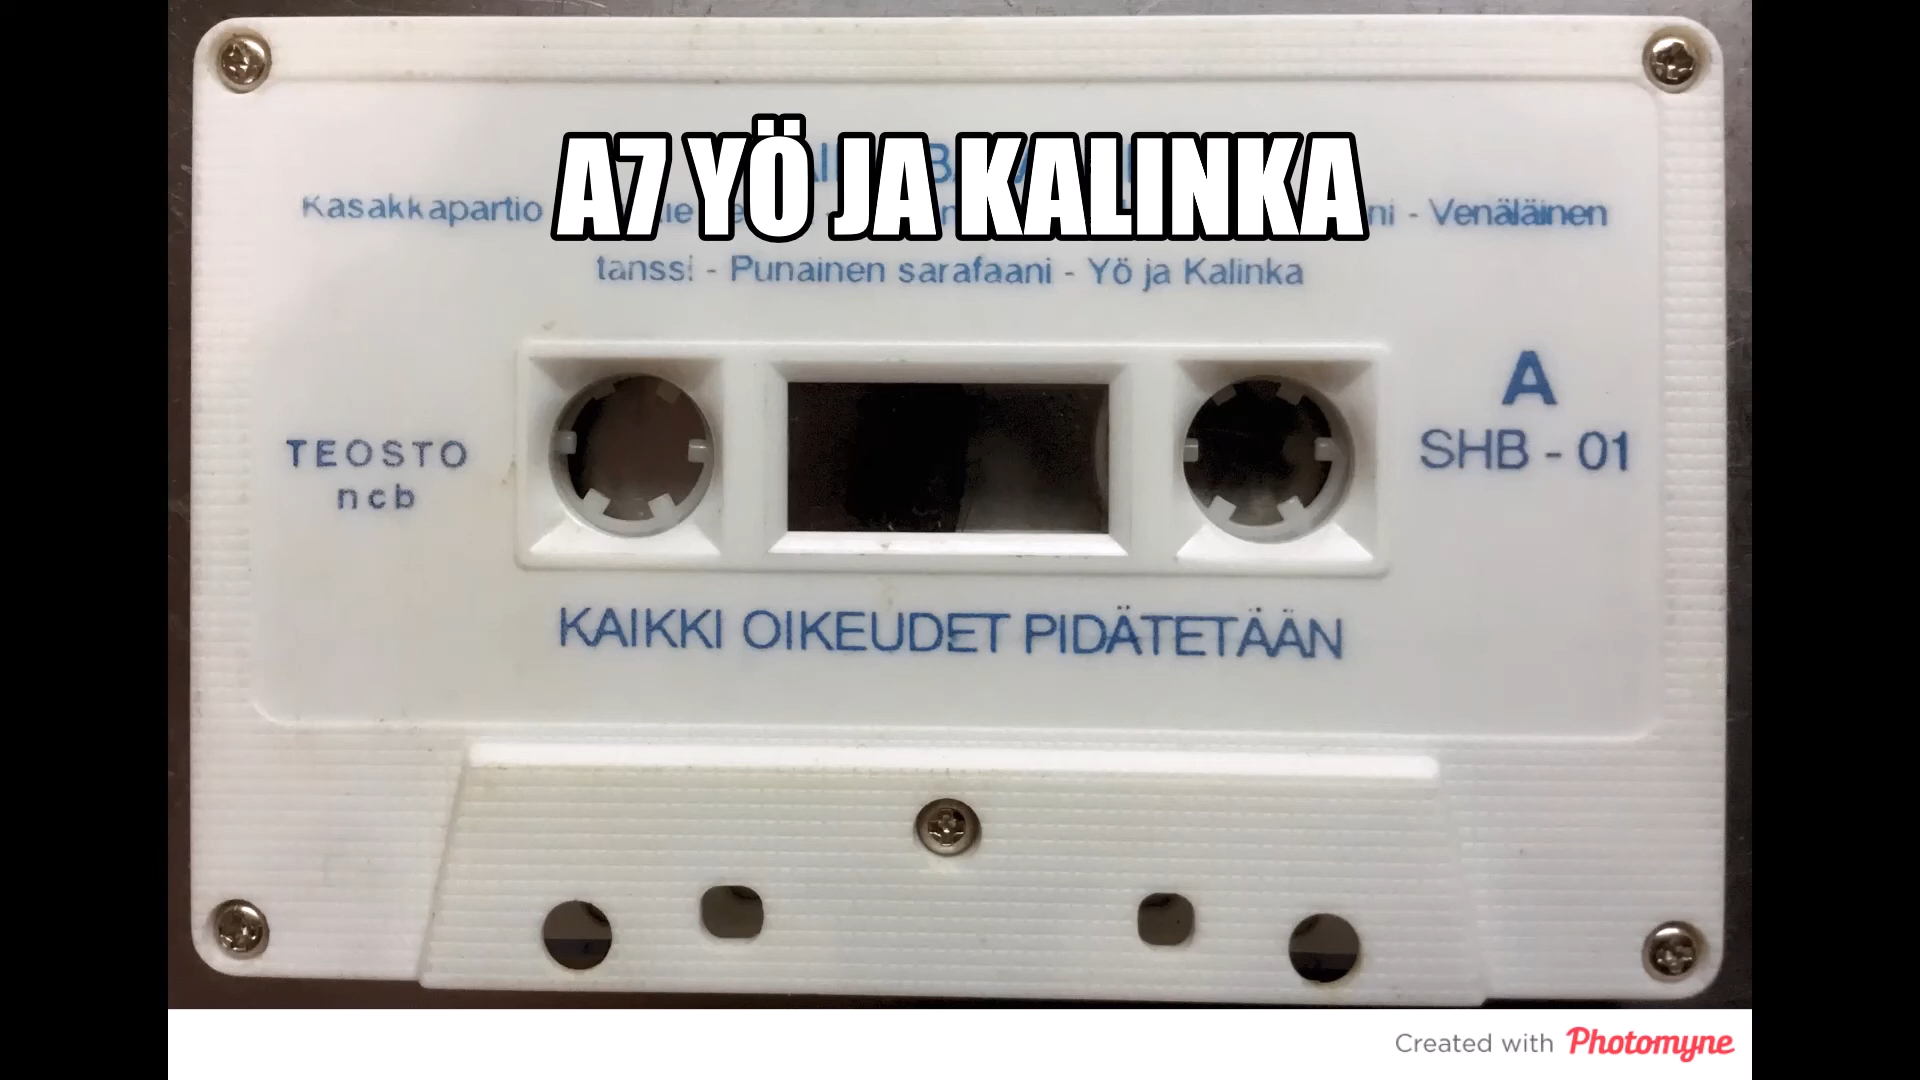 A7 YÖ JA KALINKA
Kasakkapartio
ni - Venäläinen
tanssi - Punainen sarafaani - Yö ja Kalinka
A
SHB - 01
TEOSTO
ncb
KAIKKI OIKEUDET PIDÄTETÄÄN
Created with Photomyne